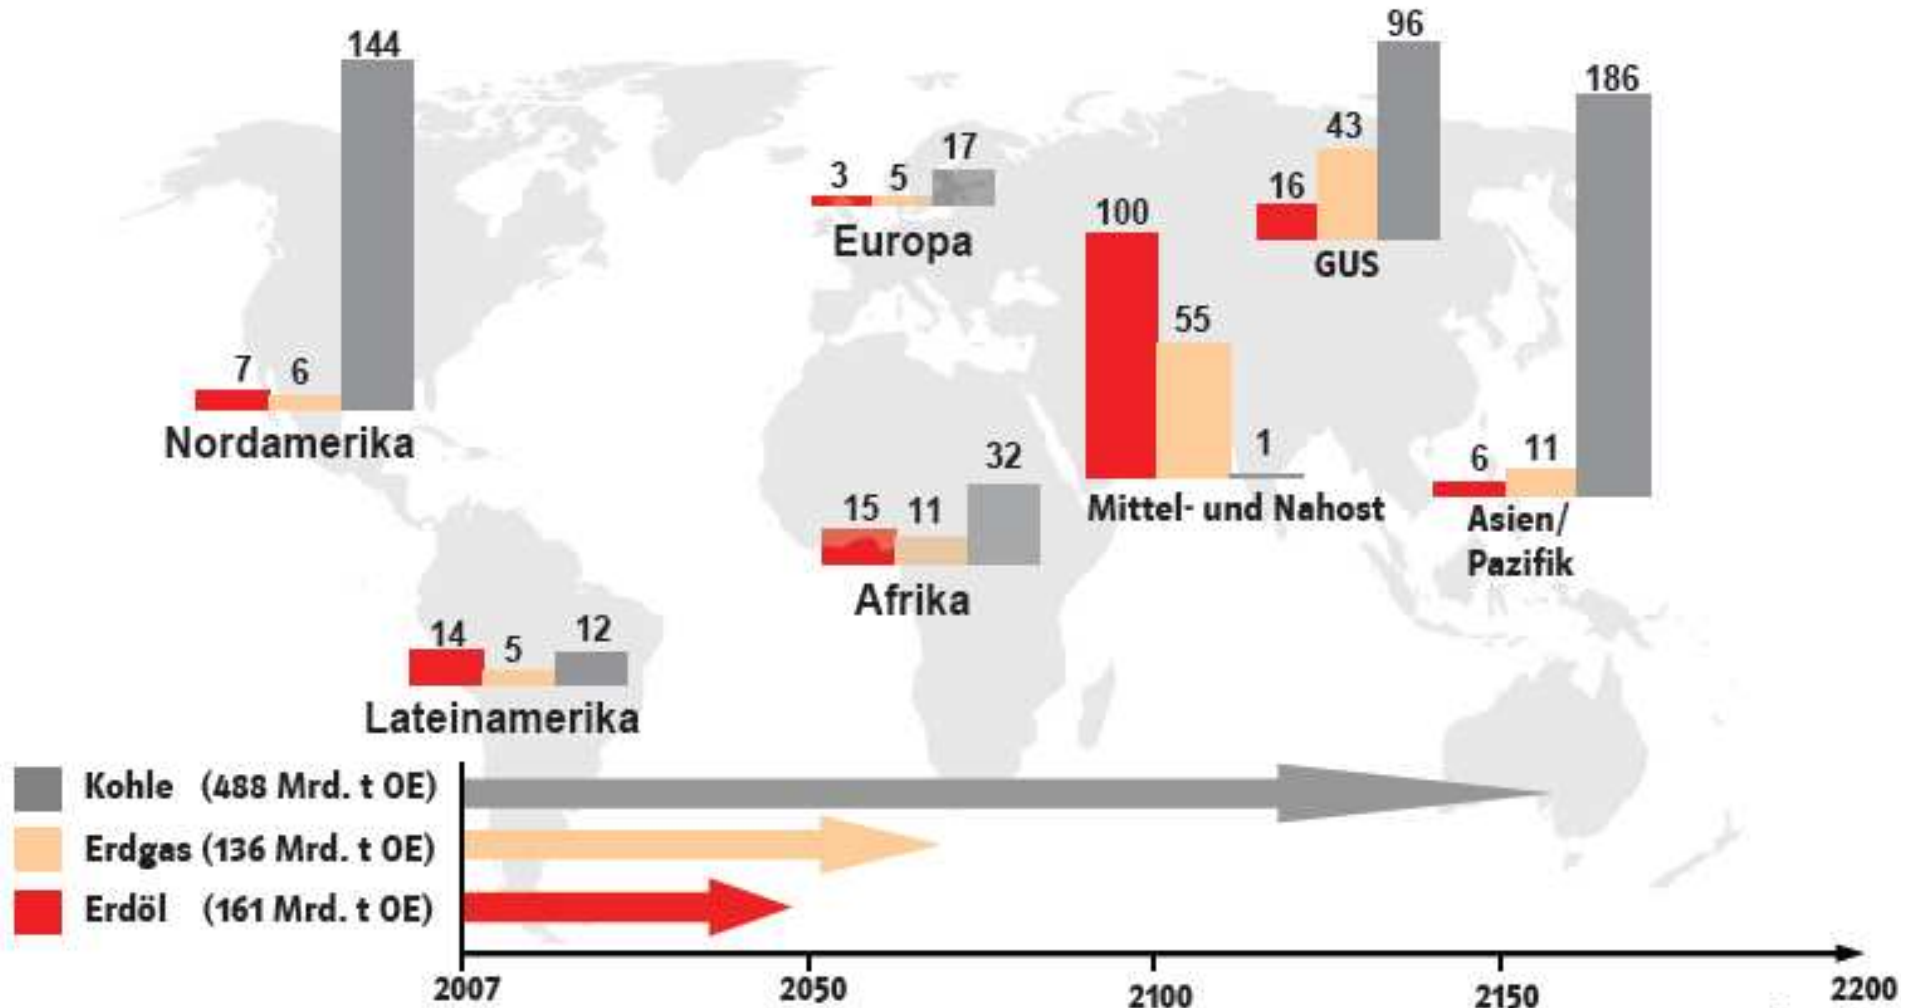 144
7 6
Nordamerika
3 5 17
Europa
100 55 1
Mittel- und Nahost
16 43 96
GUS
6 11 186
Asien/
Pazifik
15 11 32
Afrika
14 5 12
Lateinamerika
Kohle (488 Mrd. t OE)
Erdgas (136 Mrd. t OE)
Erdöl (161 Mrd. t OE)
2007 2050 2100 2150 2200